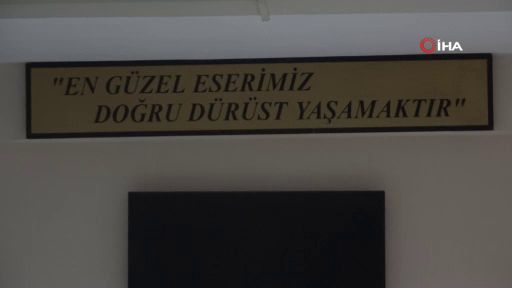 İHA
"EN GÜZEL ESERİMİZ
DOĞRU DÜRÜST YAŞAMAKTIR"